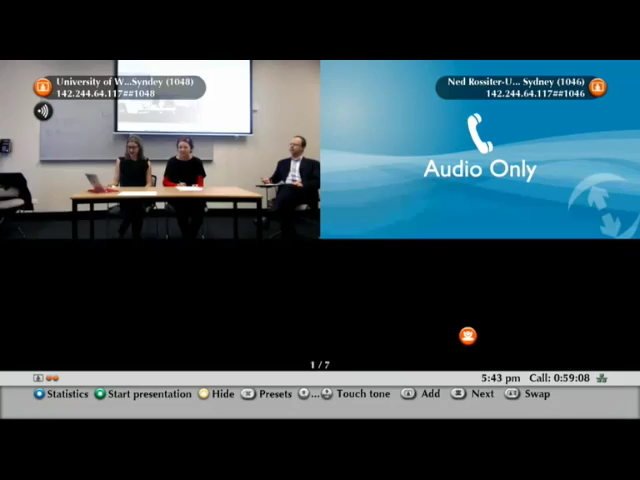 University of W...Syndey (1048)
142.244.64.117##1048
Ned Rossiter-U... Sydney (1046)
142.244.64.117##1046
Audio Only
1 / 7
5:43 pm Call: 0:59:08
Statistics Start presentation Hide Presets ... Touch tone Add Next Swap